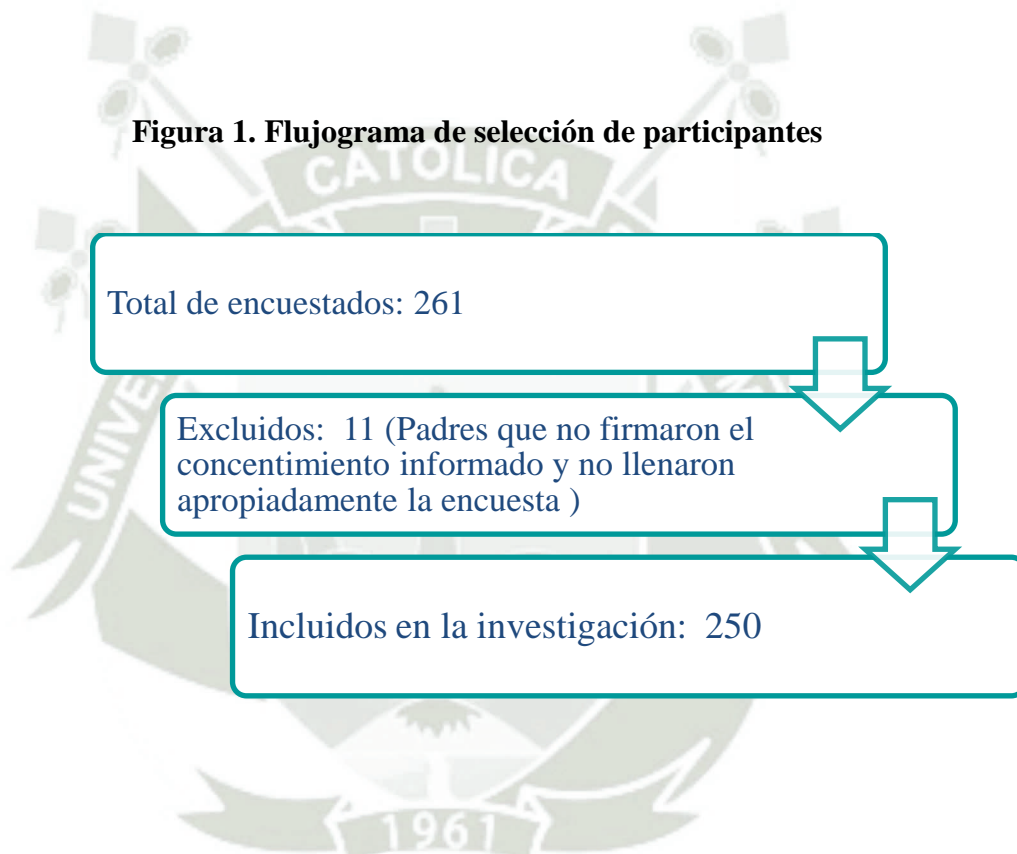 Figura 1. Flujograma de selección de participantes
CATOLICA
Total de encuestados: 261
Excluidos:  11 (Padres que no firmaron el
concentimiento informado y no llenaron
apropiadamente la encuesta )
UNIVE
Incluidos en la investigación:  250
1961